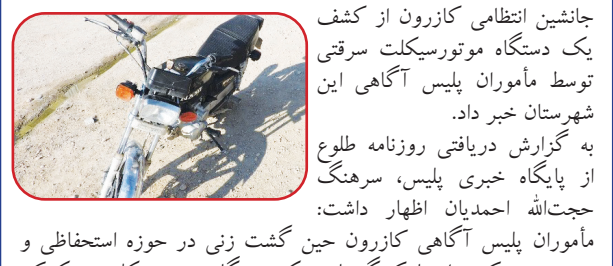 جانشین انتظامی کازرون از کشف
یک دستگاه موتورسیکلت سرقتی
توسط مأموران پلیس آگاهی این
شهرستان خبر داد.
به گزارش دریافتی روزنامه طلوع
از پایگاه خبری پلیس، سرهنگ
حجت‌الله احمدیان اظهار داشت:
مأموران پلیس آگاهی کازرون حین گشت زنی در حوزه استحفاظی و